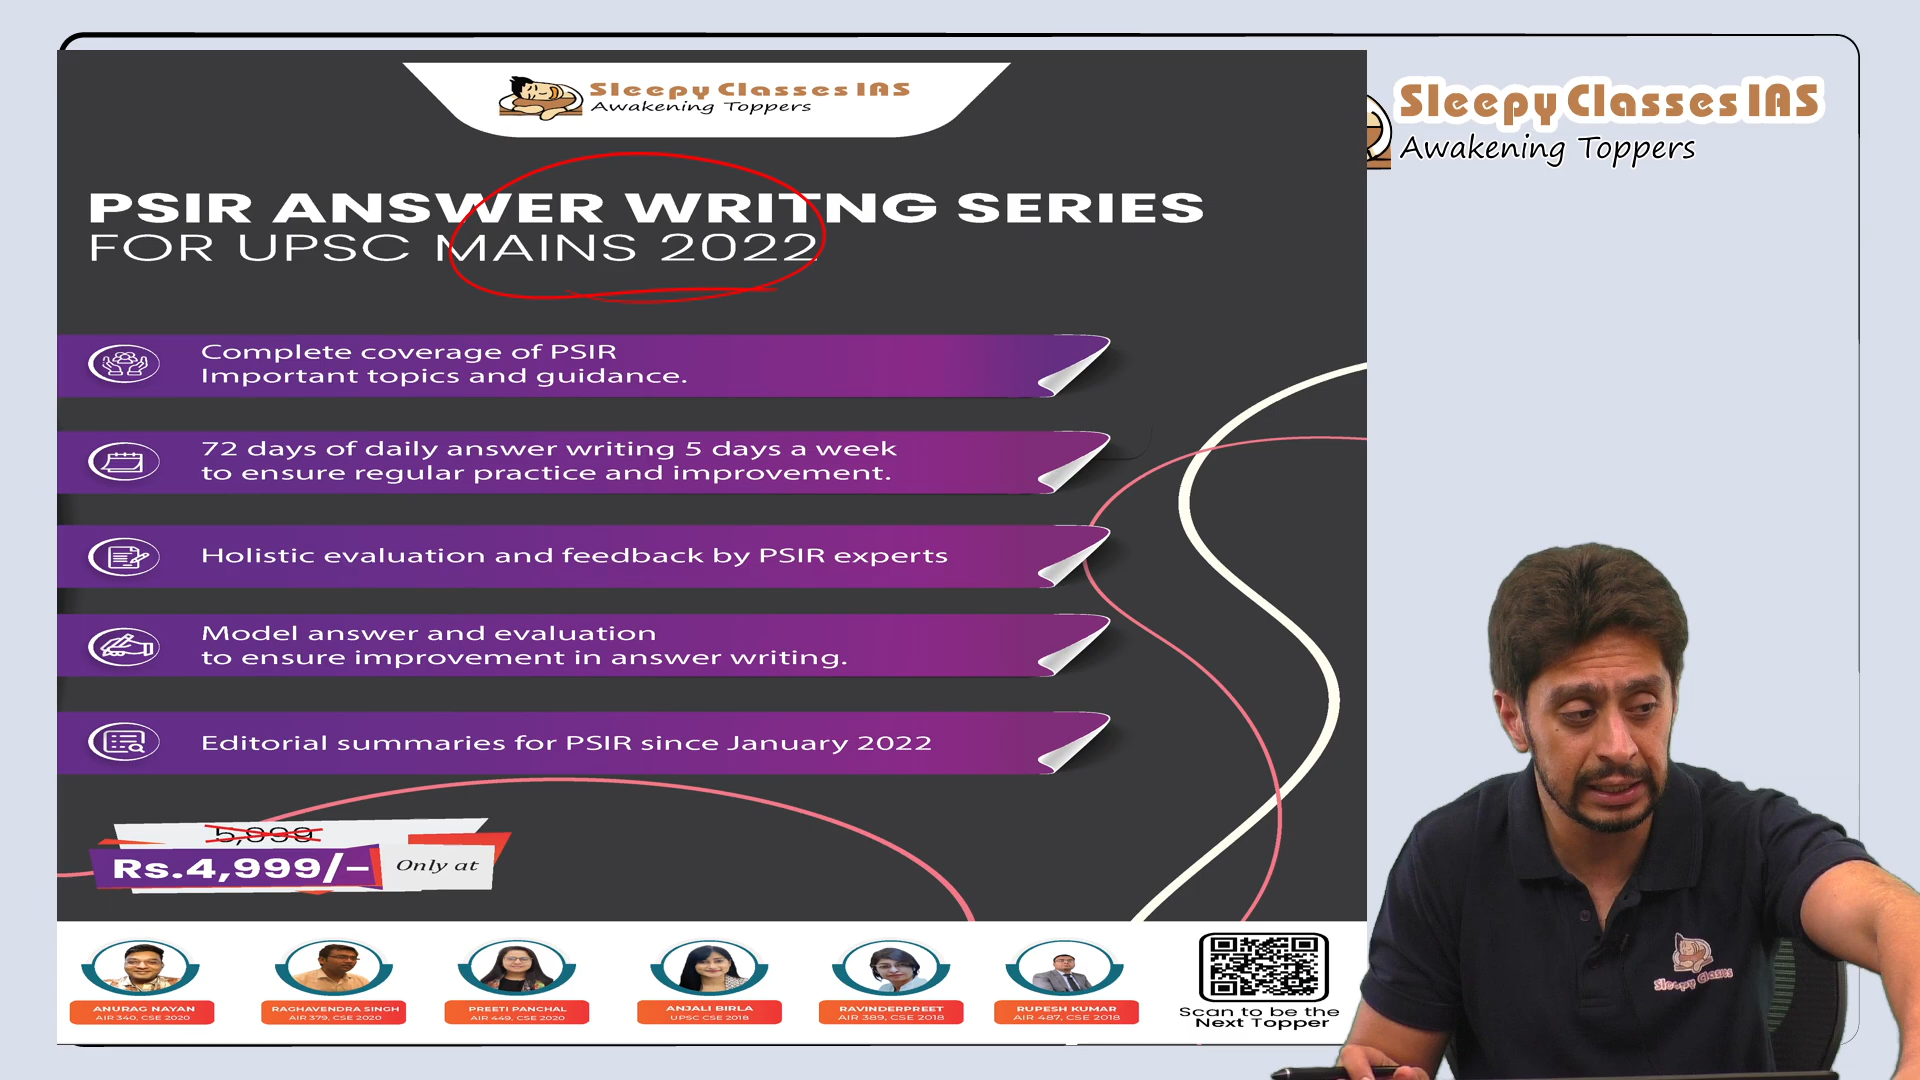 Sleepy Classes IAS
Awakening Toppers
Sleepy Classes IAS
Awakening Toppers
PSIR ANSWER WRITNG SERIES
FOR UPSC MAINS 2022
Complete coverage of PSIR
Important topics and guidance.
72 days of daily answer writing 5 days a week
to ensure regular practice and improvement.
Holistic evaluation and feedback by PSIR experts
Model answer and evaluation
to ensure improvement in answer writing.
Editorial summaries for PSIR since January 2022
5,999
Rs.4,999/- Only at
ANURAG NAYAN
AIR 340, CSE 2020
RAGHAVENDRA SINGH
AIR 379, CSE 2020
PREETI PANCHAL
AIR 449, CSE 2020
ANJALI BIRLA
UPSC CSE 2018
RAVINDERPREET
AIR 389, CSE 2018
RUPESH KUMAR
AIR 487, CSE 2018
Scan to be the
Next Topper
Sleepy Classes